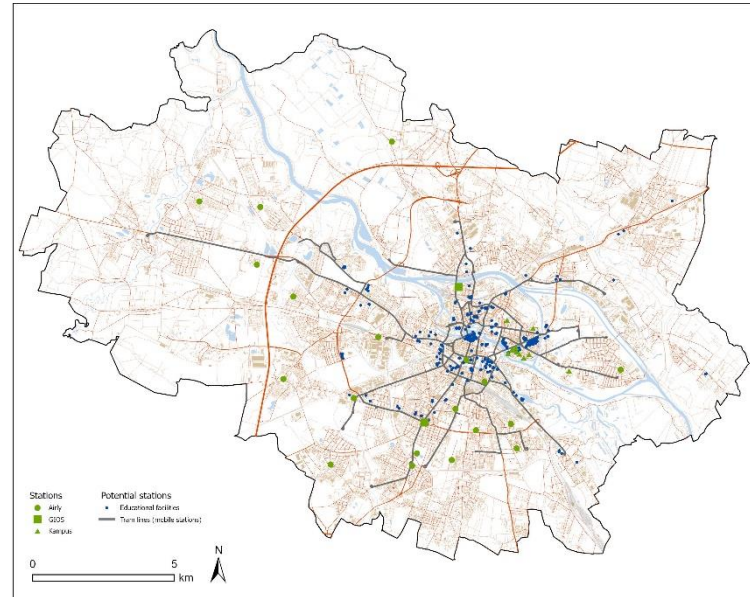 Stations
Airly
GIOS
Kampus
Potential stations
Educational facilities
Tram lines (mobile stations)
0 5
km
N